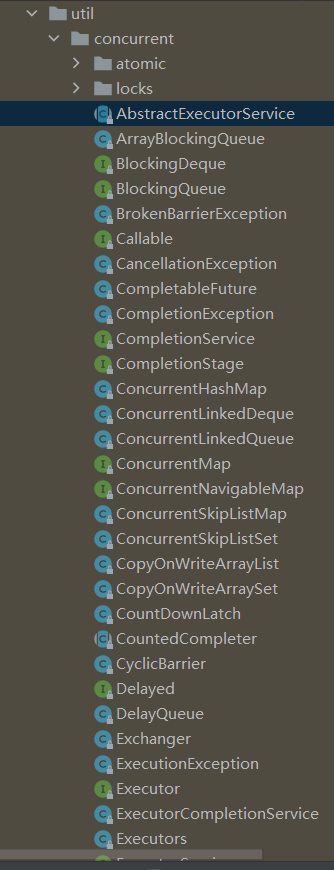 util
concurrent
atomic
locks
AbstractExecutorService
ArrayBlockingQueue
BlockingDeque
BlockingQueue
BrokenBarrierException
Callable
CancellationException
CompletableFuture
CompletionException
CompletionService
CompletionStage
ConcurrentHashMap
ConcurrentLinkedDeque
ConcurrentLinkedQueue
ConcurrentMap
ConcurrentNavigableMap
ConcurrentSkipListMap
ConcurrentSkipListSet
CopyOnWriteArrayList
CopyOnWriteArraySet
CountDownLatch
CountedCompleter
CyclicBarrier
Delayed
DelayQueue
Exchanger
ExecutionException
Executor
ExecutorCompletionService
Executors